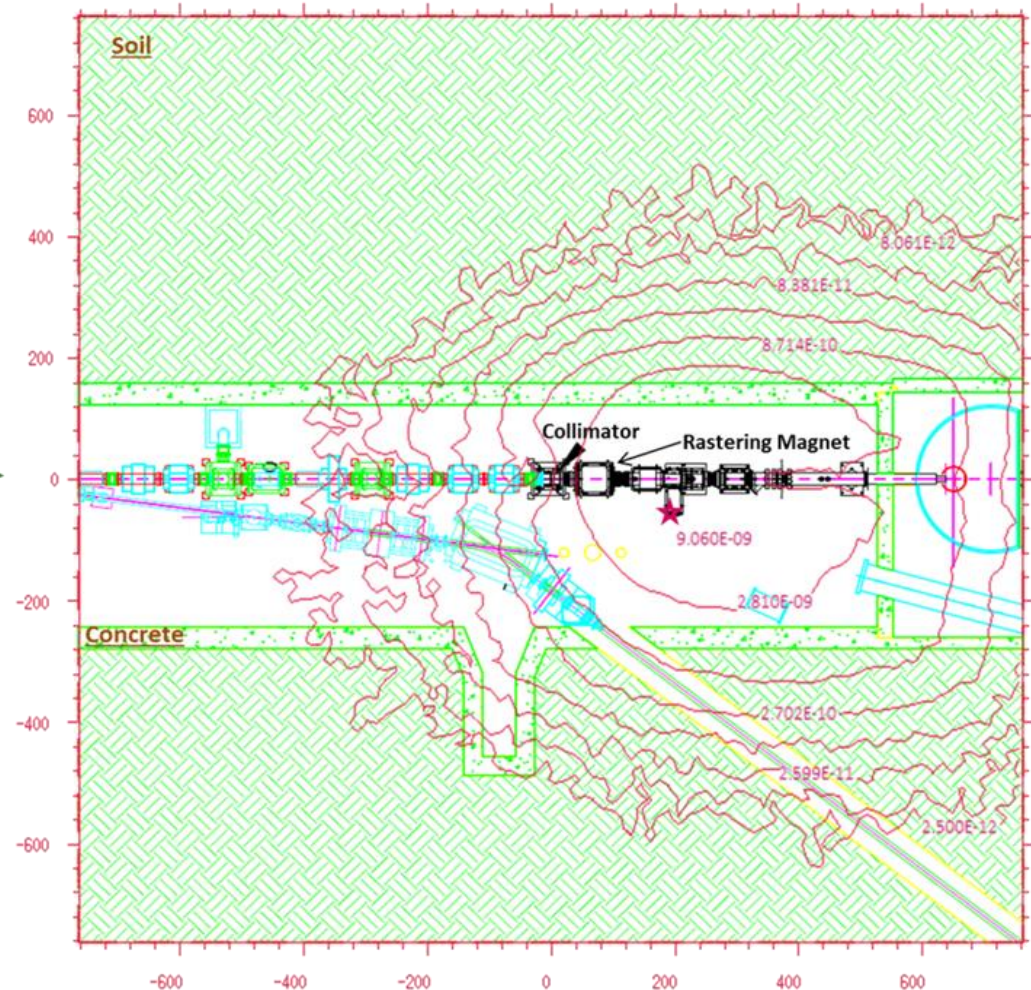 Soil
600
400
8.061E-12
8.381E-11
200
8.714E-10
Collimator
Rastering Magnet
0
9.060E-09
-200
2.810E-09
Concrete
-400
2.702E-10
2.599E-11
2.500E-12
-600
-600 -400 -200 0 200 400 600